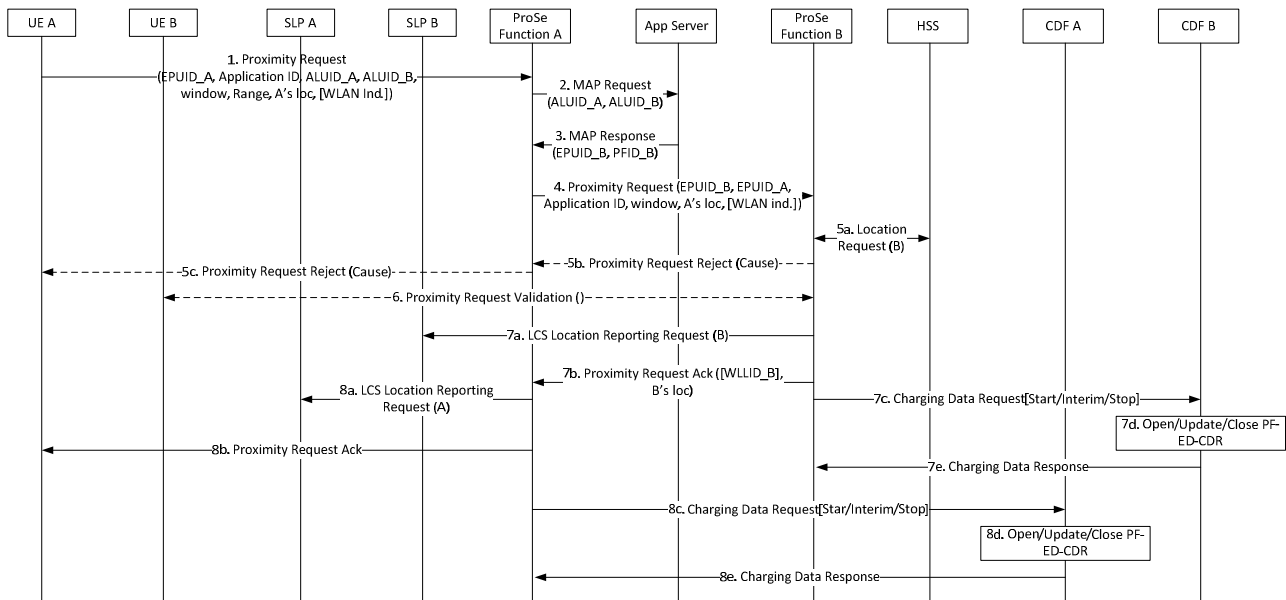 UE A
UE B
SLP A
SLP B
ProSe
Function A
App Server
ProSe
Function B
HSS
CDF A
CDF B
1. Proximity Request
(EPUID_A, Application ID, ALUID_A, ALUID_B,
window, Range, A's loc, [WLAN Ind.])
2. MAP Request
(ALUID_A, ALUID_B)
3. MAP Response
(EPUID_B, PFID_B)
4. Proximity Request (EPUID_B, EPUID_A,
Application ID, window, A's loc, [WLAN ind.])
5a. Location
Request (B)
5b. Proximity Request Reject (Cause)
5c. Proximity Request Reject (Cause)
6. Proximity Request Validation ()
7a. LCS Location Reporting Request (B)
7b. Proximity Request Ack ([WLLID_B],
B's loc)
8a. LCS Location Reporting
Request (A)
7c. Charging Data Request[Start/Interim/Stop]
7d. Open/Update/Close PF-
ED-CDR
8b. Proximity Request Ack
7e. Charging Data Response
8c. Charging Data Request[Star/Interim/Stop]
8d. Open/Update/Close PF-
ED-CDR
8e. Charging Data Response